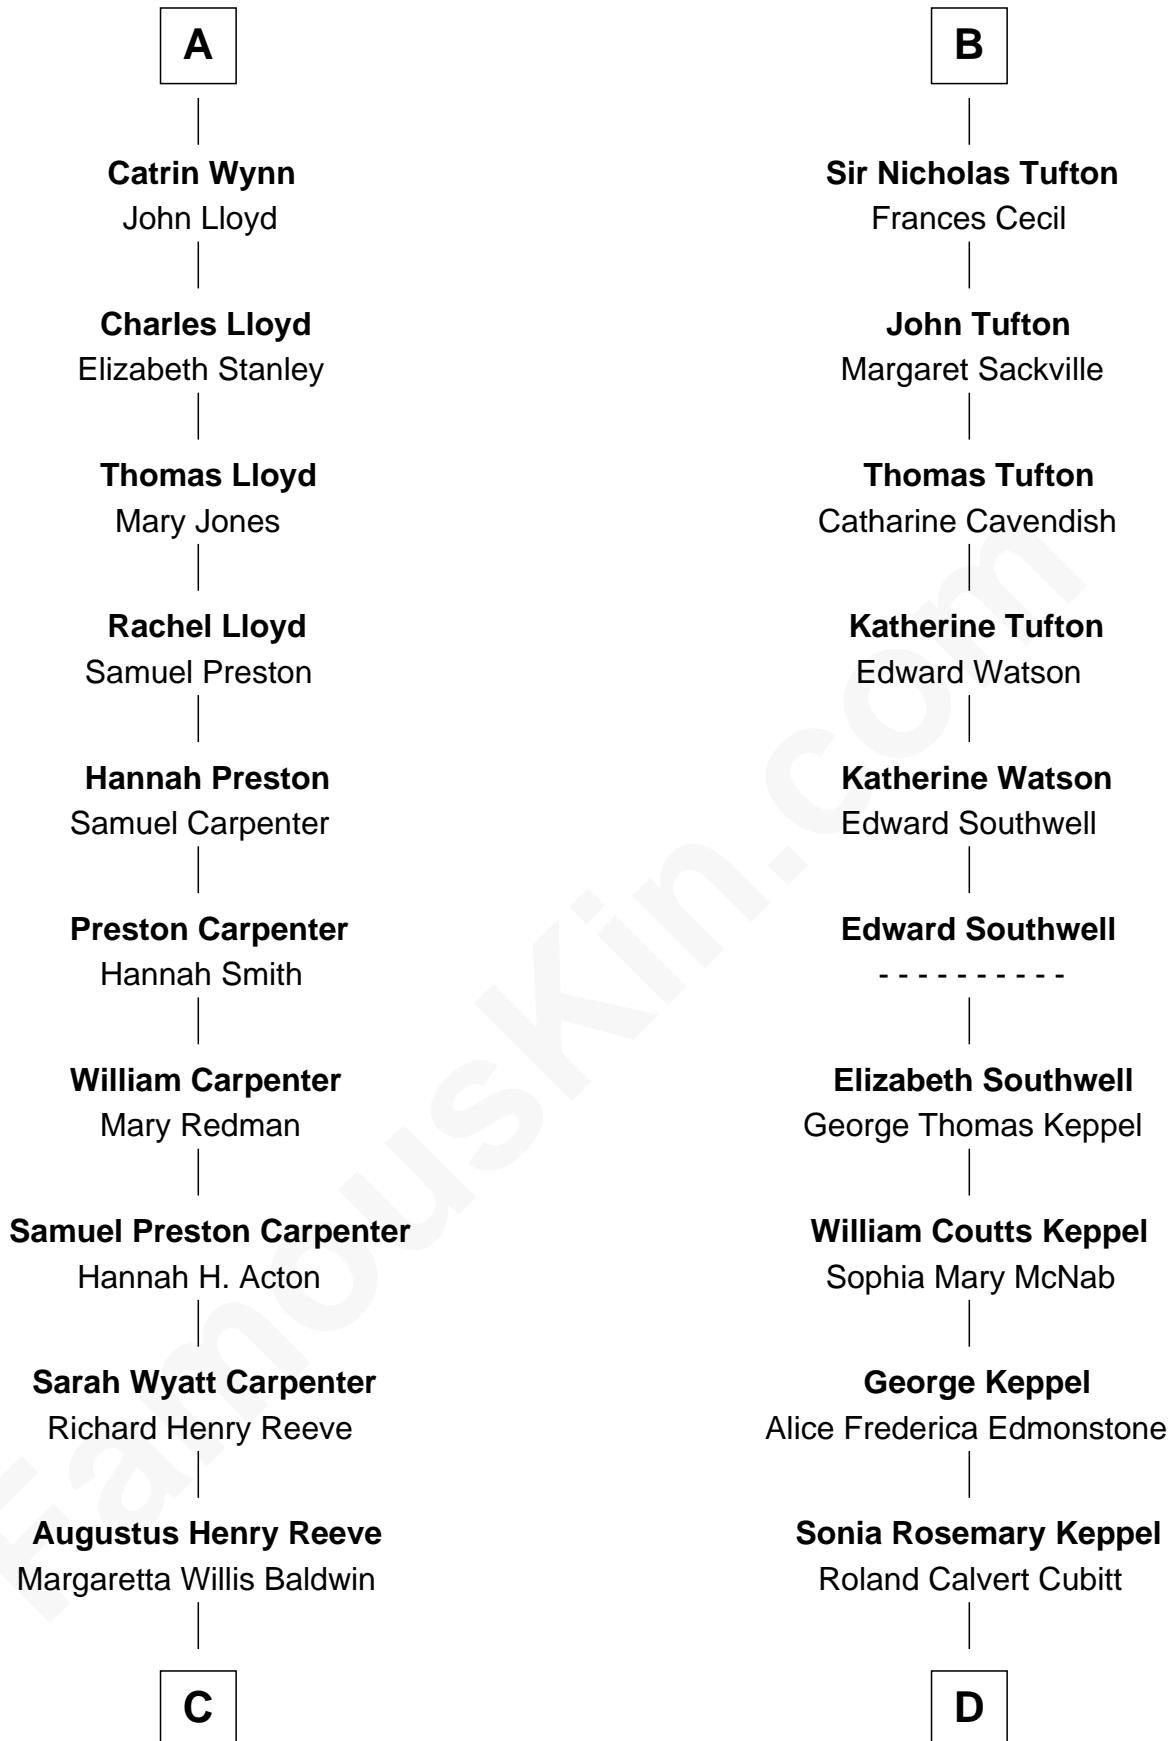 A
Catrin Wynn
John Lloyd
Charles Lloyd
Elizabeth Stanley
Thomas Lloyd
Mary Jones
Rachel Lloyd
Samuel Preston
Hannah Preston
Samuel Carpenter
Preston Carpenter
Hannah Smith
William Carpenter
Mary Redman
Samuel Preston Carpenter
Hannah H. Acton
Sarah Wyatt Carpenter
Richard Henry Reeve
Augustus Henry Reeve
Margaretta Willis Baldwin
C
B
Sir Nicholas Tufton
Frances Cecil
John Tufton
Margaret Sackville
Thomas Tufton
Catharine Cavendish
Katherine Tufton
Edward Watson
Katherine Watson
Edward Southwell
Edward Southwell
- - - - - - - - - -
Elizabeth Southwell
George Thomas Keppel
William Coutts Keppel
Sophia Mary McNab
George Keppel
Alice Frederica Edmonstone
Sonia Rosemary Keppel
Roland Calvert Cubitt
D
FamousKin.com